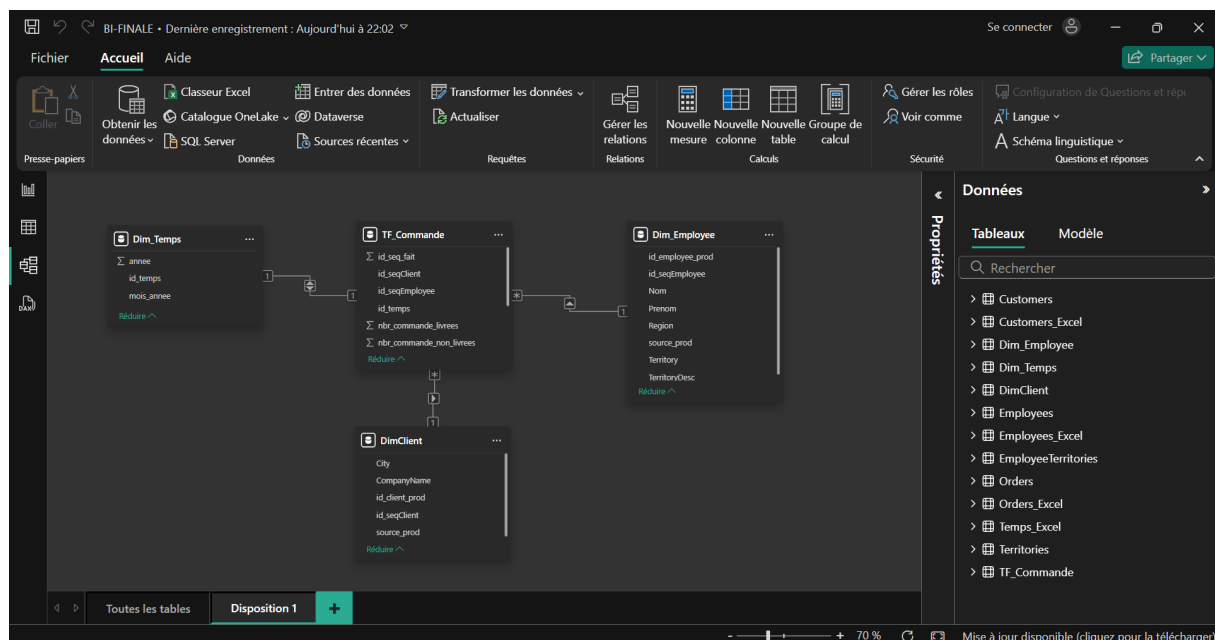 BI-FINALE • Dernière enregistrement : Aujourd'hui à 22:02
Se connecter
Fichier Accueil Aide
Partager
Coller
Obtenir les données
Classeur Excel
Catalogue OneLake
SQL Server
Entrer des données
Dataverse
Sources récentes
Transformer les données
Actualiser
Gérer les relations
Nouvelle mesure
Nouvelle colonne
Nouvelle table
Groupe de calcul
Gérer les rôles
Voir comme
Configuration de Questions et répo
Langue
Schéma linguistique
Presse-papiers
Données
Requêtes
Relations
Calculs
Sécurité
Questions et réponses
DAX
Dim_Temps
∑ annee
id_temps
mois_annee
Réduire
1
1
TF_Commande
∑ id_seq_fait
id_seqClient
id_seqEmployee
id_temps
∑ nbr_commande_livrees
∑ nbr_commande_non_livrees
Réduire
*
1
*
1
Dim_Employee
id_employee_prod
id_seqEmployee
Nom
Prenom
Region
source_prod
Territory
TerritoryDesc
Réduire
DimClient
City
CompanyName
id_client_prod
id_seqClient
source_prod
Réduire
Propriétés
Données
Tableaux Modèle
Rechercher
Customers
Customers_Excel
Dim_Employee
Dim_Temps
DimClient
Employees
Employees_Excel
EmployeeTerritories
Orders
Orders_Excel
Temps_Excel
Territories
TF_Commande
Toutes les tables
Disposition 1
+
- + 70 %
Mise à jour disponible (cliquez pour la télécharger)